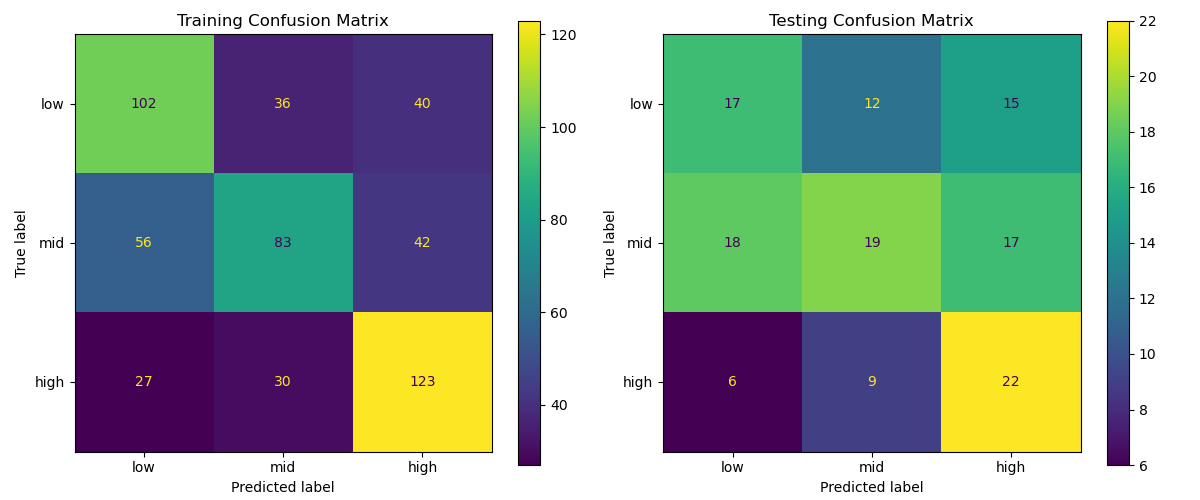 Training Confusion Matrix
low 102 36 40
mid 56 83 42
high 27 30 123
low mid high
Predicted label
True label
120
100
80
60
40
Testing Confusion Matrix
low 17 12 15
mid 18 19 17
high 6 9 22
low mid high
Predicted label
True label
22
20
18
16
14
12
10
8
6